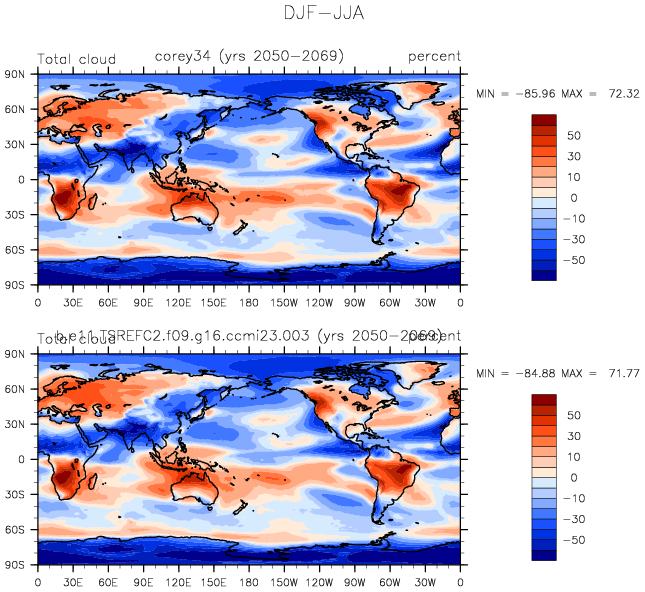 DJF−JJA
Total cloud corey34 (yrs 2050−2069) percent
MIN = −85.96 MAX = 72.32
90N
60N
30N
0
30S
60S
90S
0 30E 60E 90E 120E 150E 180E 150W 120W 90W 60W 30W 0
50
30
10
0
−10
−30
−50
Total cloud b.e11.TSREFC2.f09.g16.ccmi23.003 (yrs 2050−2069) percent
MIN = −84.88 MAX = 71.77
90N
60N
30N
0
30S
60S
90S
0 30E 60E 90E 120E 150E 180E 150W 120W 90W 60W 30W 0
50
30
10
0
−10
−30
−50